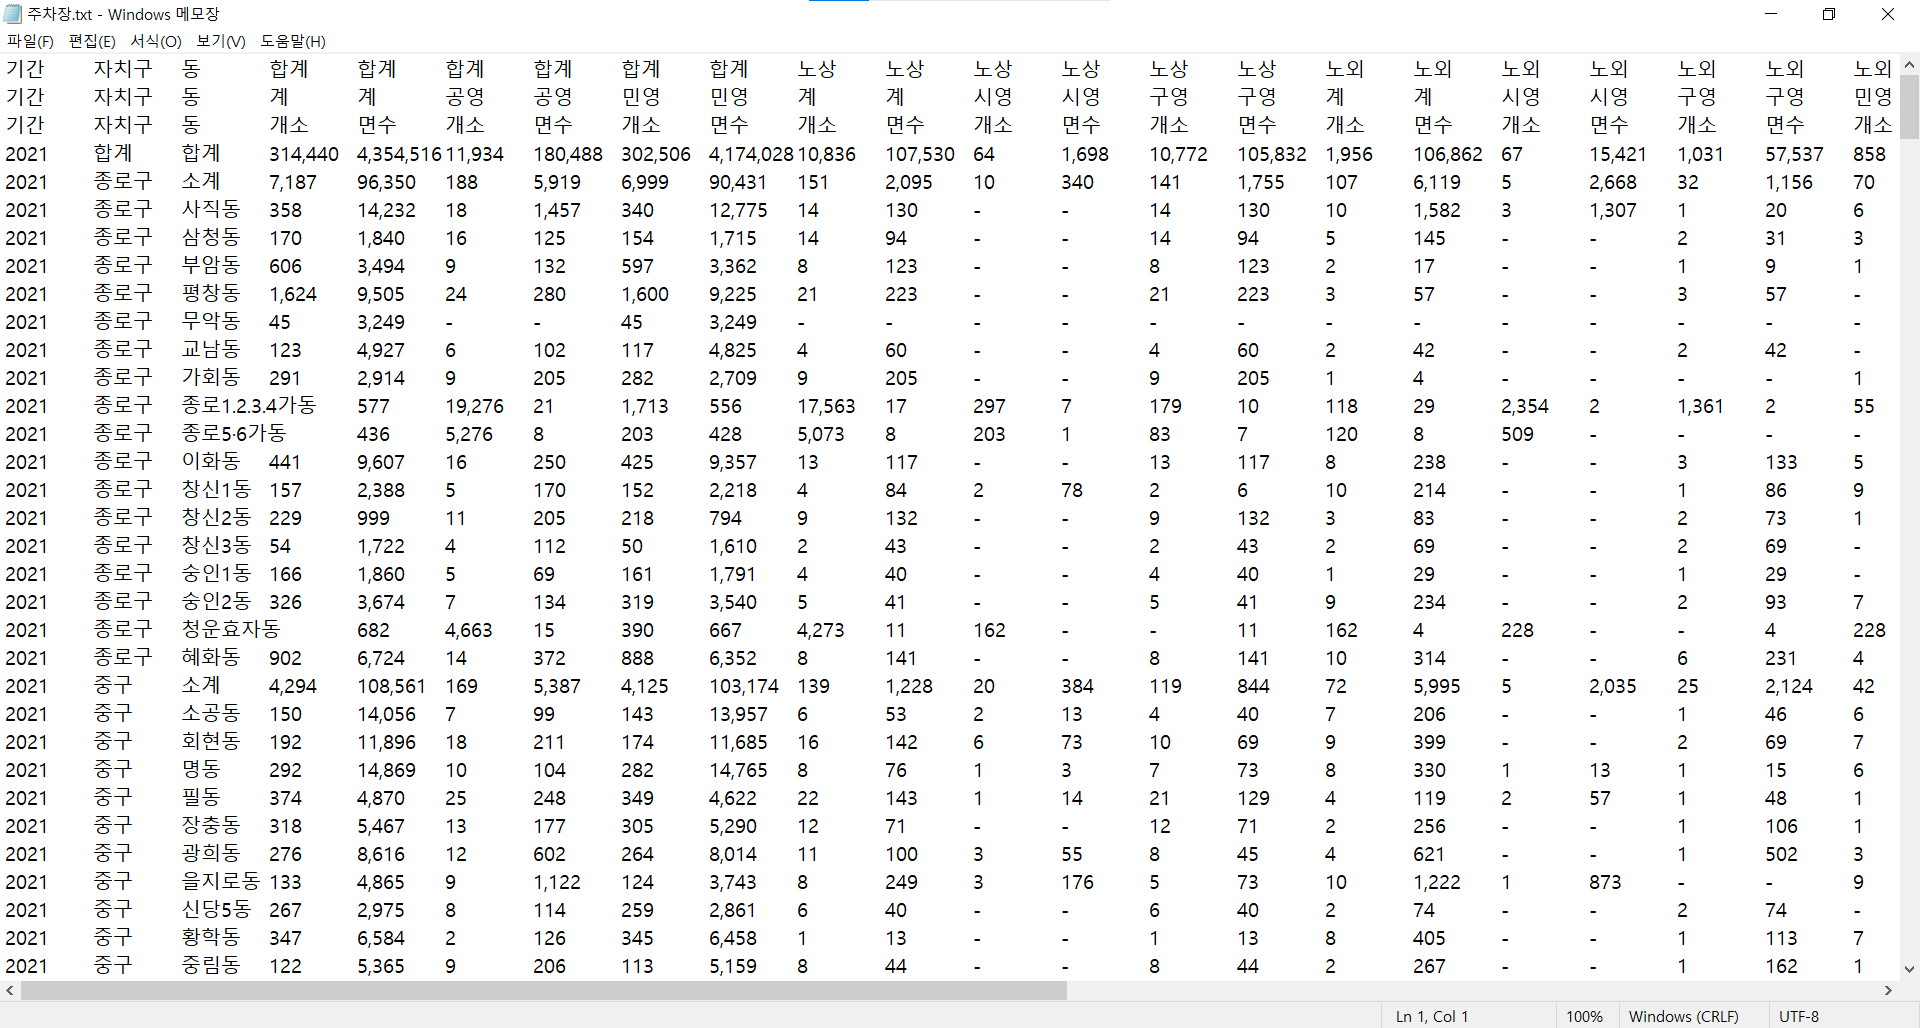 주차장.txt - Windows 메모장
파일(F) 편집(E) 서식(O) 보기(V) 도움말(H)
기간 자치구 동 합계 합계 합계 합계 합계 합계 노상 노상 노상 노상 노상 노상 노외 노외 노외 노외 노외 노외 노외
기간 자치구 동 계 계 공영 공영 민영 민영 계 계 시영 시영 구영 구영 계 계 시영 시영 구영 구영 민영
기간 자치구 동 개소 면수 개소 면수 개소 면수 개소 면수 개소 면수 개소 면수 개소 면수 개소 면수 개소 면수 개소
2021 합계 합계 314,440 4,354,516 11,934 180,488 302,506 4,174,028 10,836 107,530 64 1,698 10,772 105,832 1,956 106,862 67 15,421 1,031 57,537 858
2021 종로구 소계 7,187 96,350 188 5,919 6,999 90,431 151 2,095 10 340 141 1,755 107 6,119 5 2,668 32 1,156 70
2021 종로구 사직동 358 14,232 18 1,457 340 12,775 14 130 - - 14 130 10 1,582 3 1,307 1 20 6
2021 종로구 삼청동 170 1,840 16 125 154 1,715 14 94 - - 14 94 5 145 - - 2 31 3
2021 종로구 부암동 606 3,494 9 132 597 3,362 8 123 - - 8 123 2 17 - - 1 9 1
2021 종로구 평창동 1,624 9,505 24 280 1,600 9,225 21 223 - - 21 223 3 57 - - 3 57 -
2021 종로구 무악동 45 3,249 - - 45 3,249 - - - - - - - - - - - - -
2021 종로구 교남동 123 4,927 6 102 117 4,825 4 60 - - 4 60 2 42 - - 2 42 -
2021 종로구 가회동 291 2,914 9 205 282 2,709 9 205 - - 9 205 1 4 - - - - 1
2021 종로구 종로1.2.3.4가동 577 19,276 21 1,713 556 17,563 17 297 7 179 10 118 29 2,354 2 1,361 2 55
2021 종로구 종로5·6가동 436 5,276 8 203 428 5,073 8 203 1 83 7 120 8 509 - - - -
2021 종로구 이화동 441 9,607 16 250 425 9,357 13 117 - - 13 117 8 238 - - 3 133 5
2021 종로구 창신1동 157 2,388 5 170 152 2,218 4 84 2 78 2 6 10 214 - - 1 86 9
2021 종로구 창신2동 229 999 11 205 218 794 9 132 - - 9 132 3 83 - - 2 73 1
2021 종로구 창신3동 54 1,722 4 112 50 1,610 2 43 - - 2 43 2 69 - - 2 69 -
2021 종로구 숭인1동 166 1,860 5 69 161 1,791 4 40 - - 4 40 1 29 - - 1 29 -
2021 종로구 숭인2동 326 3,674 7 134 319 3,540 5 41 - - 5 41 9 234 - - 2 93 7
2021 종로구 청운효자동 682 4,663 15 390 667 4,273 11 162 - - 11 162 4 228 - - 4 228
2021 종로구 혜화동 902 6,724 14 372 888 6,352 8 141 - - 8 141 10 314 - - 6 231 4
2021 중구 소계 4,294 108,561 169 5,387 4,125 103,174 139 1,228 20 384 119 844 72 5,995 5 2,035 25 2,124 42
2021 중구 소공동 150 14,056 7 99 143 13,957 6 53 2 13 4 40 7 206 - - 1 46 6
2021 중구 회현동 192 11,896 18 211 174 11,685 16 142 6 73 10 69 9 399 - - 2 69 7
2021 중구 명동 292 14,869 10 104 282 14,765 8 76 1 3 7 73 8 330 1 13 1 15 6
2021 중구 필동 374 4,870 25 248 349 4,622 22 143 1 14 21 129 4 119 2 57 1 48 1
2021 중구 장충동 318 5,467 13 177 305 5,290 12 71 - - 12 71 2 256 - - 1 106 1
2021 중구 광희동 276 8,616 12 602 264 8,014 11 100 3 55 8 45 4 621 - - 1 502 3
2021 중구 을지로동 133 4,865 9 1,122 124 3,743 8 249 3 176 5 73 10 1,222 1 873 - - 9
2021 중구 신당5동 267 2,975 8 114 259 2,861 6 40 - - 6 40 2 74 - - 2 74 -
2021 중구 황학동 347 6,584 2 126 345 6,458 1 13 - - 1 13 8 405 - - 1 113 7
2021 중구 중림동 122 5,365 9 206 113 5,159 8 44 - - 8 44 2 267 - - 1 162 1
Ln 1, Col 1 100% Windows (CRLF) UTF-8